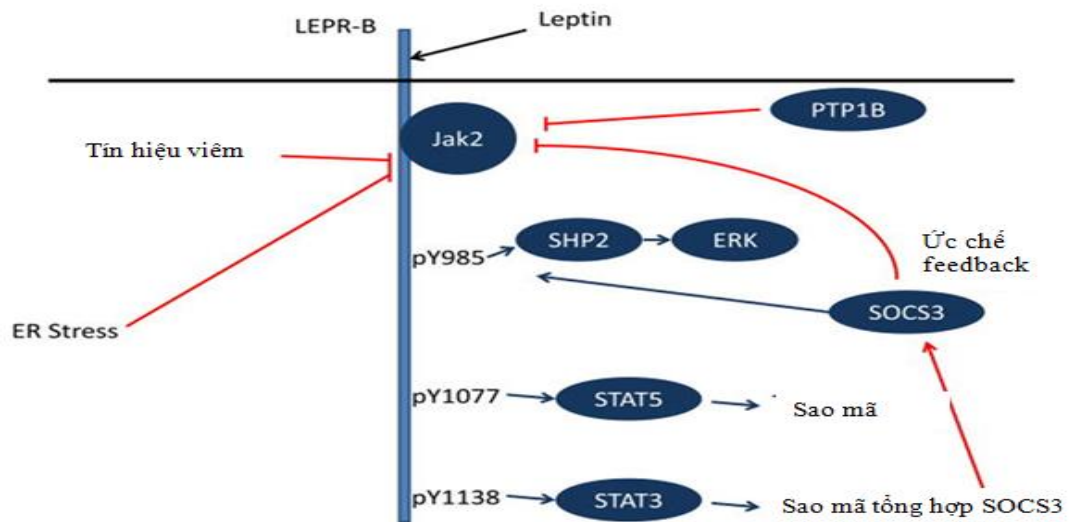 LEPR-B
Leptin
PTP1B
Jak2
Tín hiệu viêm
SHP2
ERK
Ức chế
feedback
pY985
SOCS3
ER Stress
pY1077
STAT5
Sao mã
pY1138
STAT3
Sao mã tổng hợp SOCS3